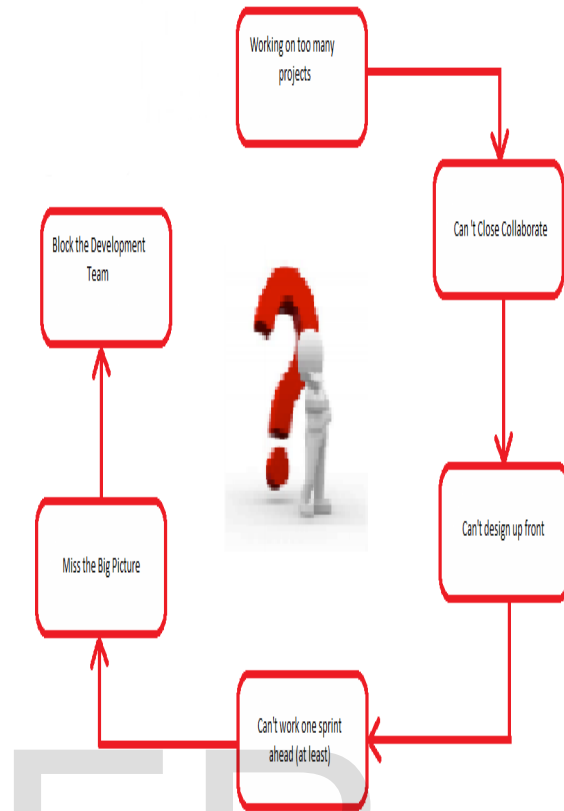 Working on too many
projects
Can 't Close Collaborate
Can't design up front
Can't work one sprint
ahead (at least)
Miss the Big Picture
Block the Development
Team